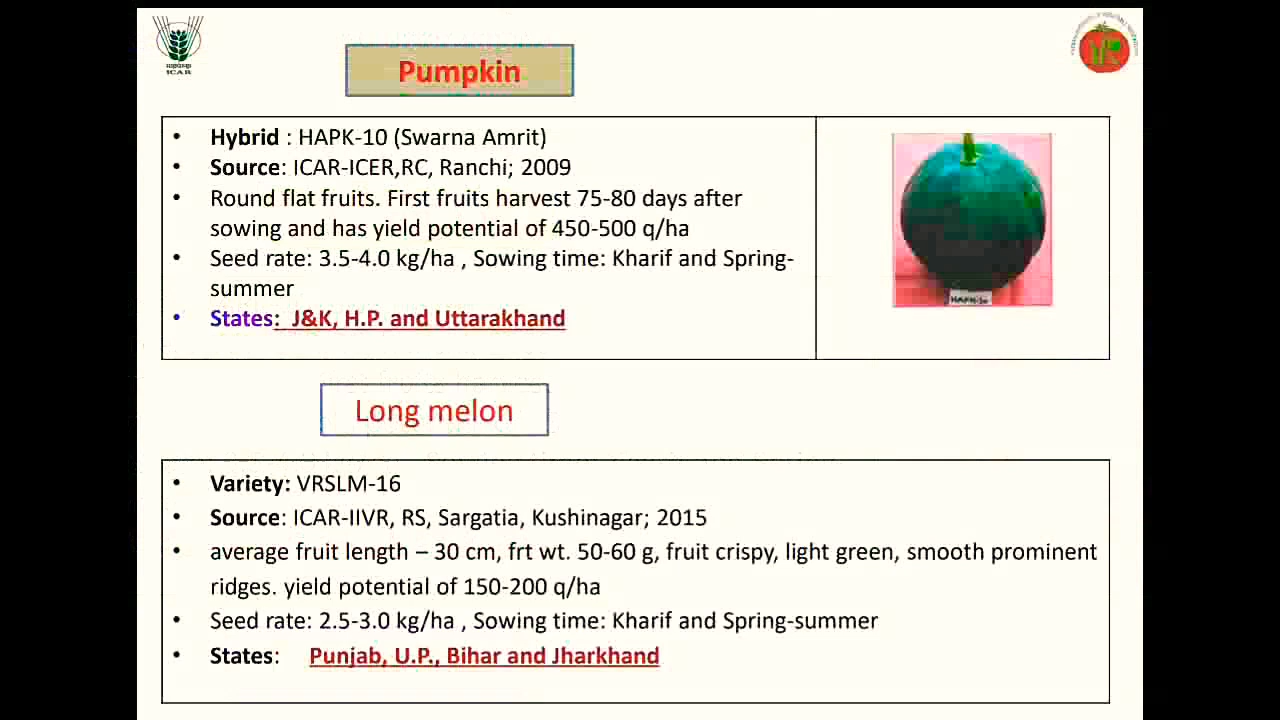 ICAR
Pumpkin
• Hybrid : HAPK-10 (Swarna Amrit)
• Source: ICAR-ICER,RC, Ranchi; 2009
• Round flat fruits. First fruits harvest 75-80 days after
sowing and has yield potential of 450-500 q/ha
• Seed rate: 3.5-4.0 kg/ha , Sowing time: Kharif and Spring-
summer
• States: J&K, H.P. and Uttarakhand
HAPK-10
Long melon
• Variety: VRSLM-16
• Source: ICAR-IIVR, RS, Sargatia, Kushinagar; 2015
• average fruit length – 30 cm, frt wt. 50-60 g, fruit crispy, light green, smooth prominent
ridges. yield potential of 150-200 q/ha
• Seed rate: 2.5-3.0 kg/ha , Sowing time: Kharif and Spring-summer
• States: Punjab, U.P., Bihar and Jharkhand